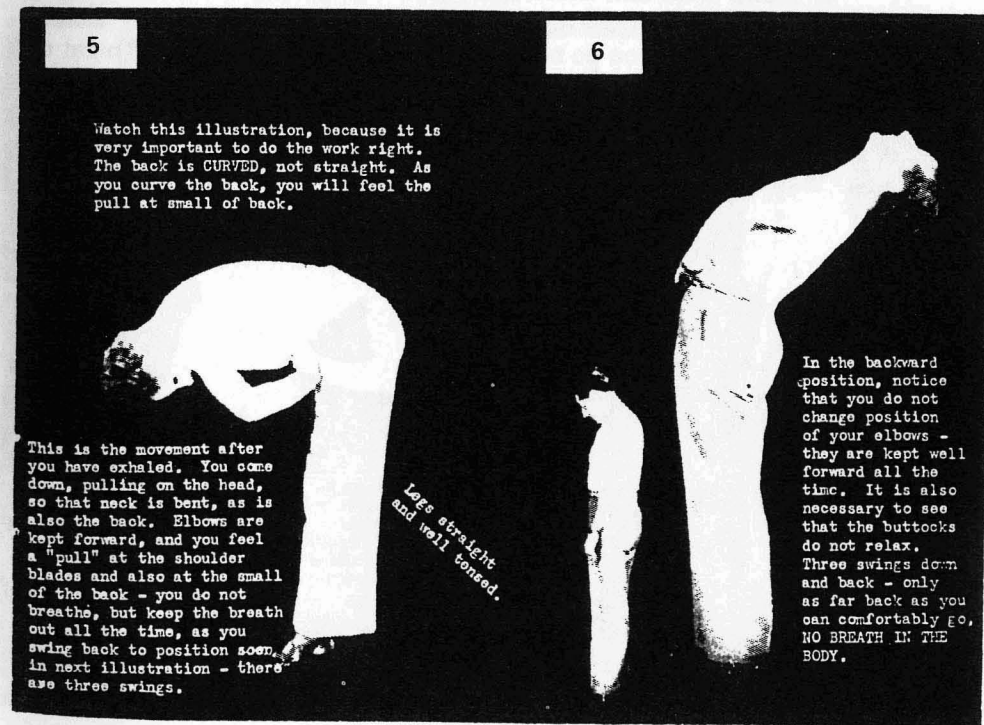 5
Watch this illustration, because it is
very important to do the work right.
The back is CURVED, not straight. As
you curve the back, you will feel the
pull at small of back.
This is the movement after
you have exhaled. You come
down, pulling on the head,
so that neck is bent, as is
also the back. Elbows are
kept forward, and you feel
a "pull" at the shoulder
blades and also at the small
of the back - you do not
breathe, but keep the breath
out all the time, as you
swing back to position seen
in next illustration - there
are three swings.
Legs straight
and well tensed.
6
In the backward
position, notice
that you do not
change position
of your elbows -
they are kept well
forward all the
time. It is also
necessary to see
that the buttocks
do not relax.
Three swings down
and back - only
as far back as you
can comfortably go,
NO BREATH IN THE
BODY.